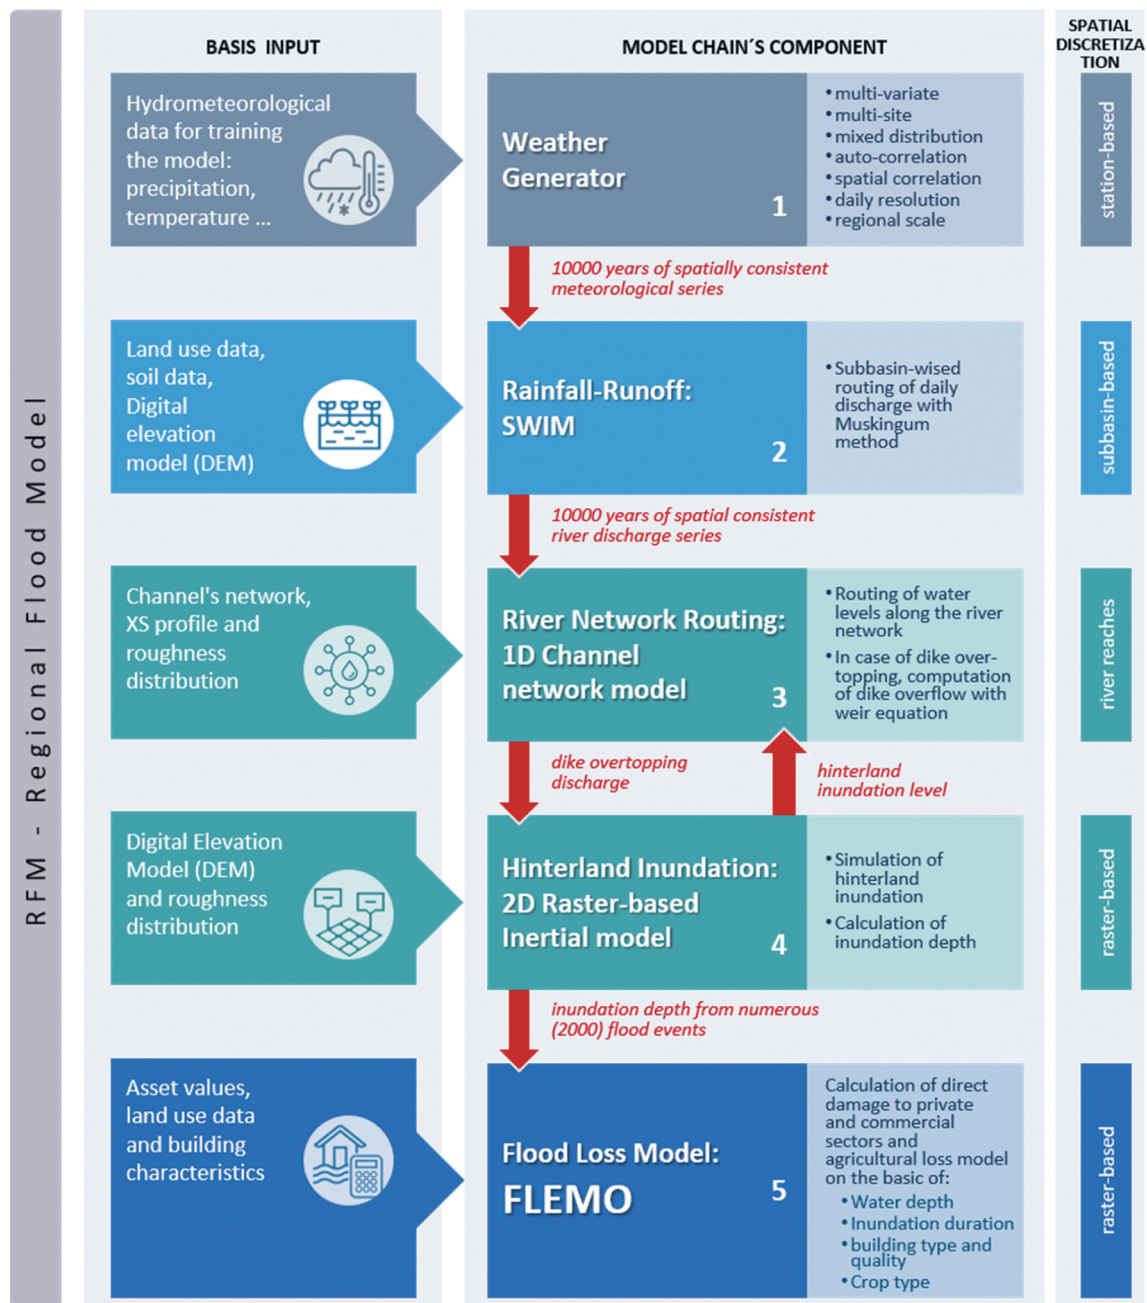 RFM - Regional Flood Model
BASIS INPUT
MODEL CHAIN´S COMPONENT
SPATIAL
DISCRETIZA
TION
Hydrometeorological
data for training
the model:
precipitation,
temperature ...
Weather
Generator
1
• multi-variate
• multi-site
• mixed distribution
• auto-correlation
• spatial correlation
• daily resolution
• regional scale
station-based
10000 years of spatially consistent
meteorological series
Land use data,
soil data,
Digital
elevation
model (DEM)
Rainfall-Runoff:
SWIM
2
• Subbasin-wised
routing of daily
discharge with
Muskingum
method
subbasin-based
10000 years of spatial consistent
river discharge series
Channel's network,
XS profile and
roughness
distribution
River Network Routing:
1D Channel
network model
3
• Routing of water
levels along the river
network
• In case of dike over-
topping, computation
of dike overflow with
weir equation
river reaches
dike overtopping
discharge
hinterland
inundation level
Digital Elevation
Model (DEM)
and roughness
distribution
Hinterland Inundation:
2D Raster-based
Inertial model
4
• Simulation of
hinterland
inundation
• Calculation of
inundation depth
raster-based
inundation depth from numerous
(2000) flood events
Asset values,
land use data
and building
characteristics
Flood Loss Model:
FLEMO
5
Calculation of direct
damage to private
and commercial
sectors and
agricultural loss model
on the basic of:
• Water depth
• Inundation duration
• building type and
quality
• Crop type
raster-based